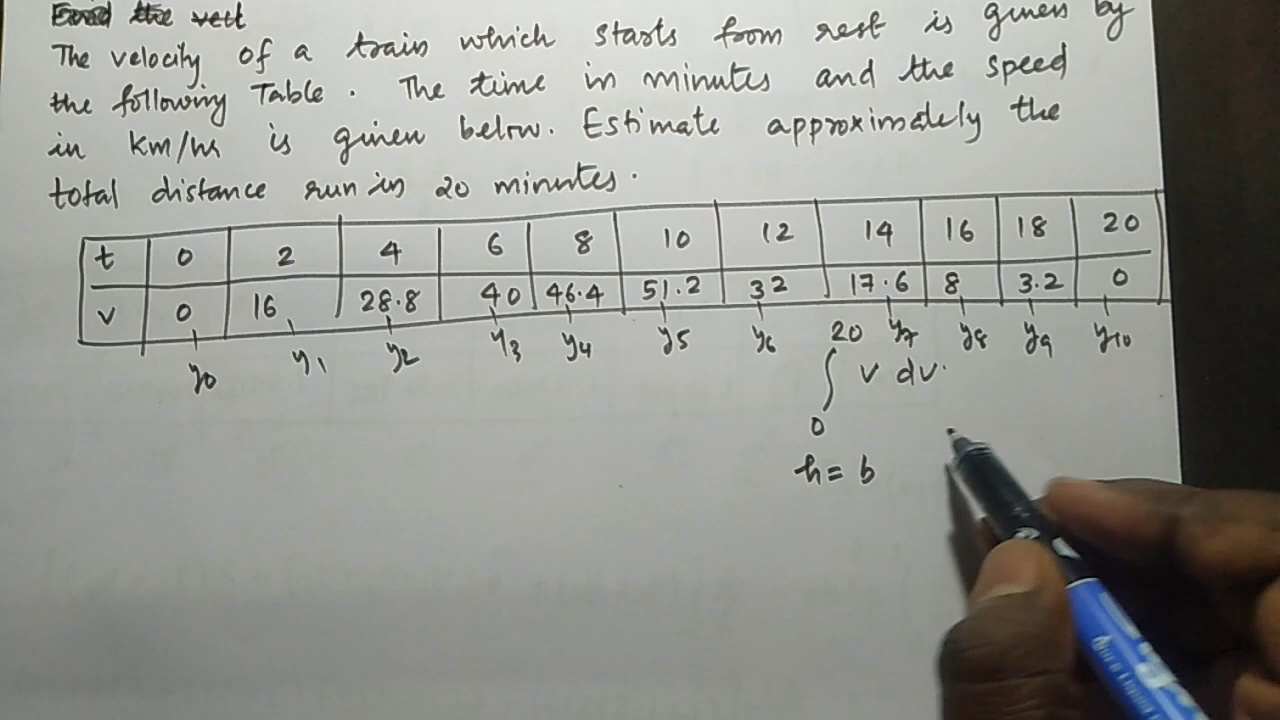 The velocity of a train which starts from rest is given by
the following Table. The time in minutes and the speed
in km/hr is given below. Estimate approximately the
total distance run in 20 minutes.
t 0 2 4 6 8 10 12 14 16 18 20
v 0 16 28.8 40 46.4 51.2 32 17.6 8 3.2 0
y0 y1 y2 y3 y4 y5 y6 y7 y8 y9 y10
20
∫ v dv.
0
h = b